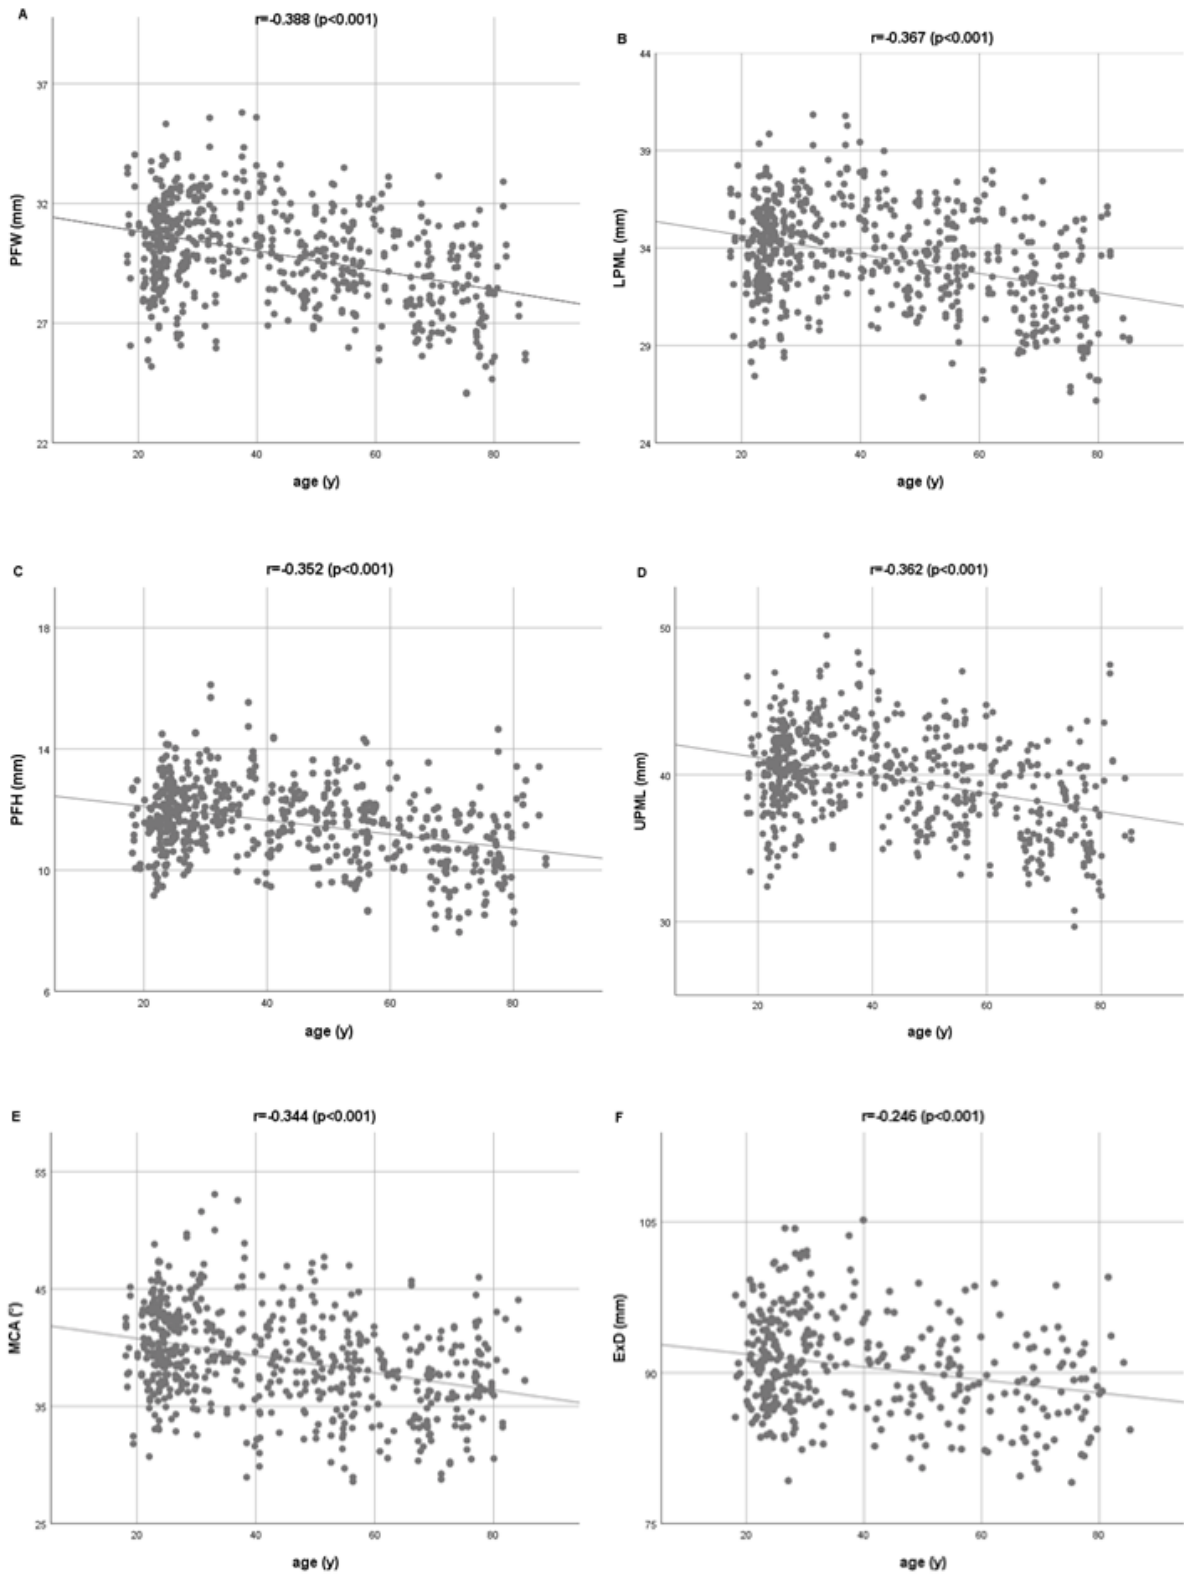 A
r=-0.388 (p<0.001)
37
32
27
22
PFW (mm)
20 40 60 80
age (y)
B
r=-0.367 (p<0.001)
44
39
34
29
24
LPML (mm)
20 40 60 80
age (y)
C
r=-0.352 (p<0.001)
18
14
10
6
PFH (mm)
20 40 60 80
age (y)
D
r=-0.362 (p<0.001)
50
40
30
UPML (mm)
20 40 60 80
age (y)
E
r=-0.344 (p<0.001)
55
45
35
25
MCA (°)
20 40 60 80
age (y)
F
r=-0.246 (p<0.001)
105
90
75
ExD (mm)
20 40 60 80
age (y)